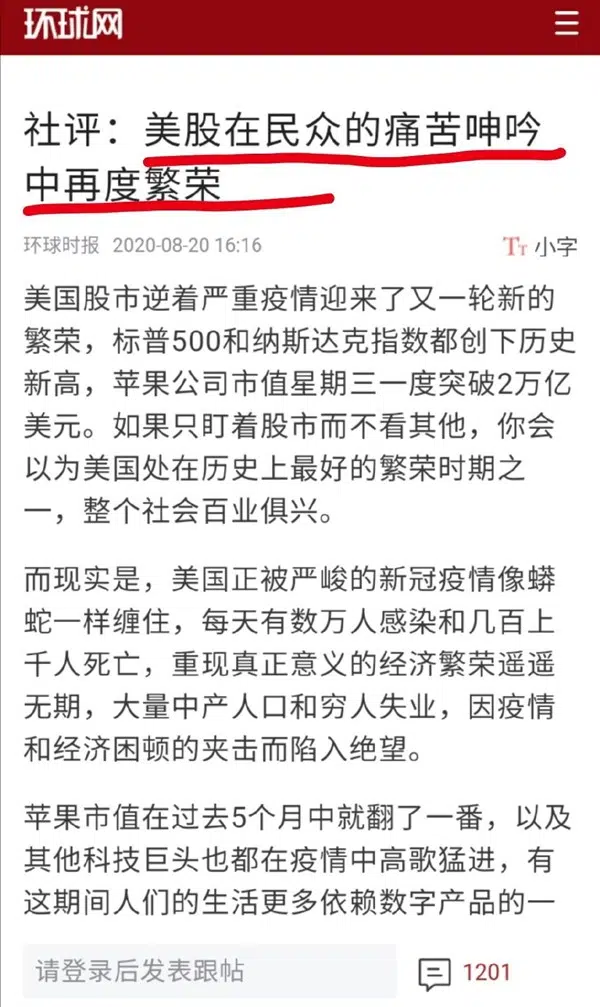 环球网
社评：美股在民众的痛苦呻吟
中再度繁荣
环球时报 2020-08-20 16:16
TT 小字
美国股市逆着严重疫情迎来了又一轮新的
繁荣，标普500和纳斯达克指数都创下历史
新高，苹果公司市值星期三一度突破2万亿
美元。如果只盯着股市而不看其他，你会
以为美国处在历史上最好的繁荣时期之
一，整个社会百业俱兴。
而现实是，美国正被严峻的新冠疫情像蟒
蛇一样缠住，每天有数万人感染和几百上
千人死亡，重现真正意义的经济繁荣遥遥
无期，大量中产人口和穷人失业，因疫情
和经济困顿的夹击而陷入绝望。
苹果市值在过去5个月中就翻了一番，以及
其他科技巨头也都在疫情中高歌猛进，有
这期间人们的生活更多依赖数字产品的一
请登录后发表跟帖
1201